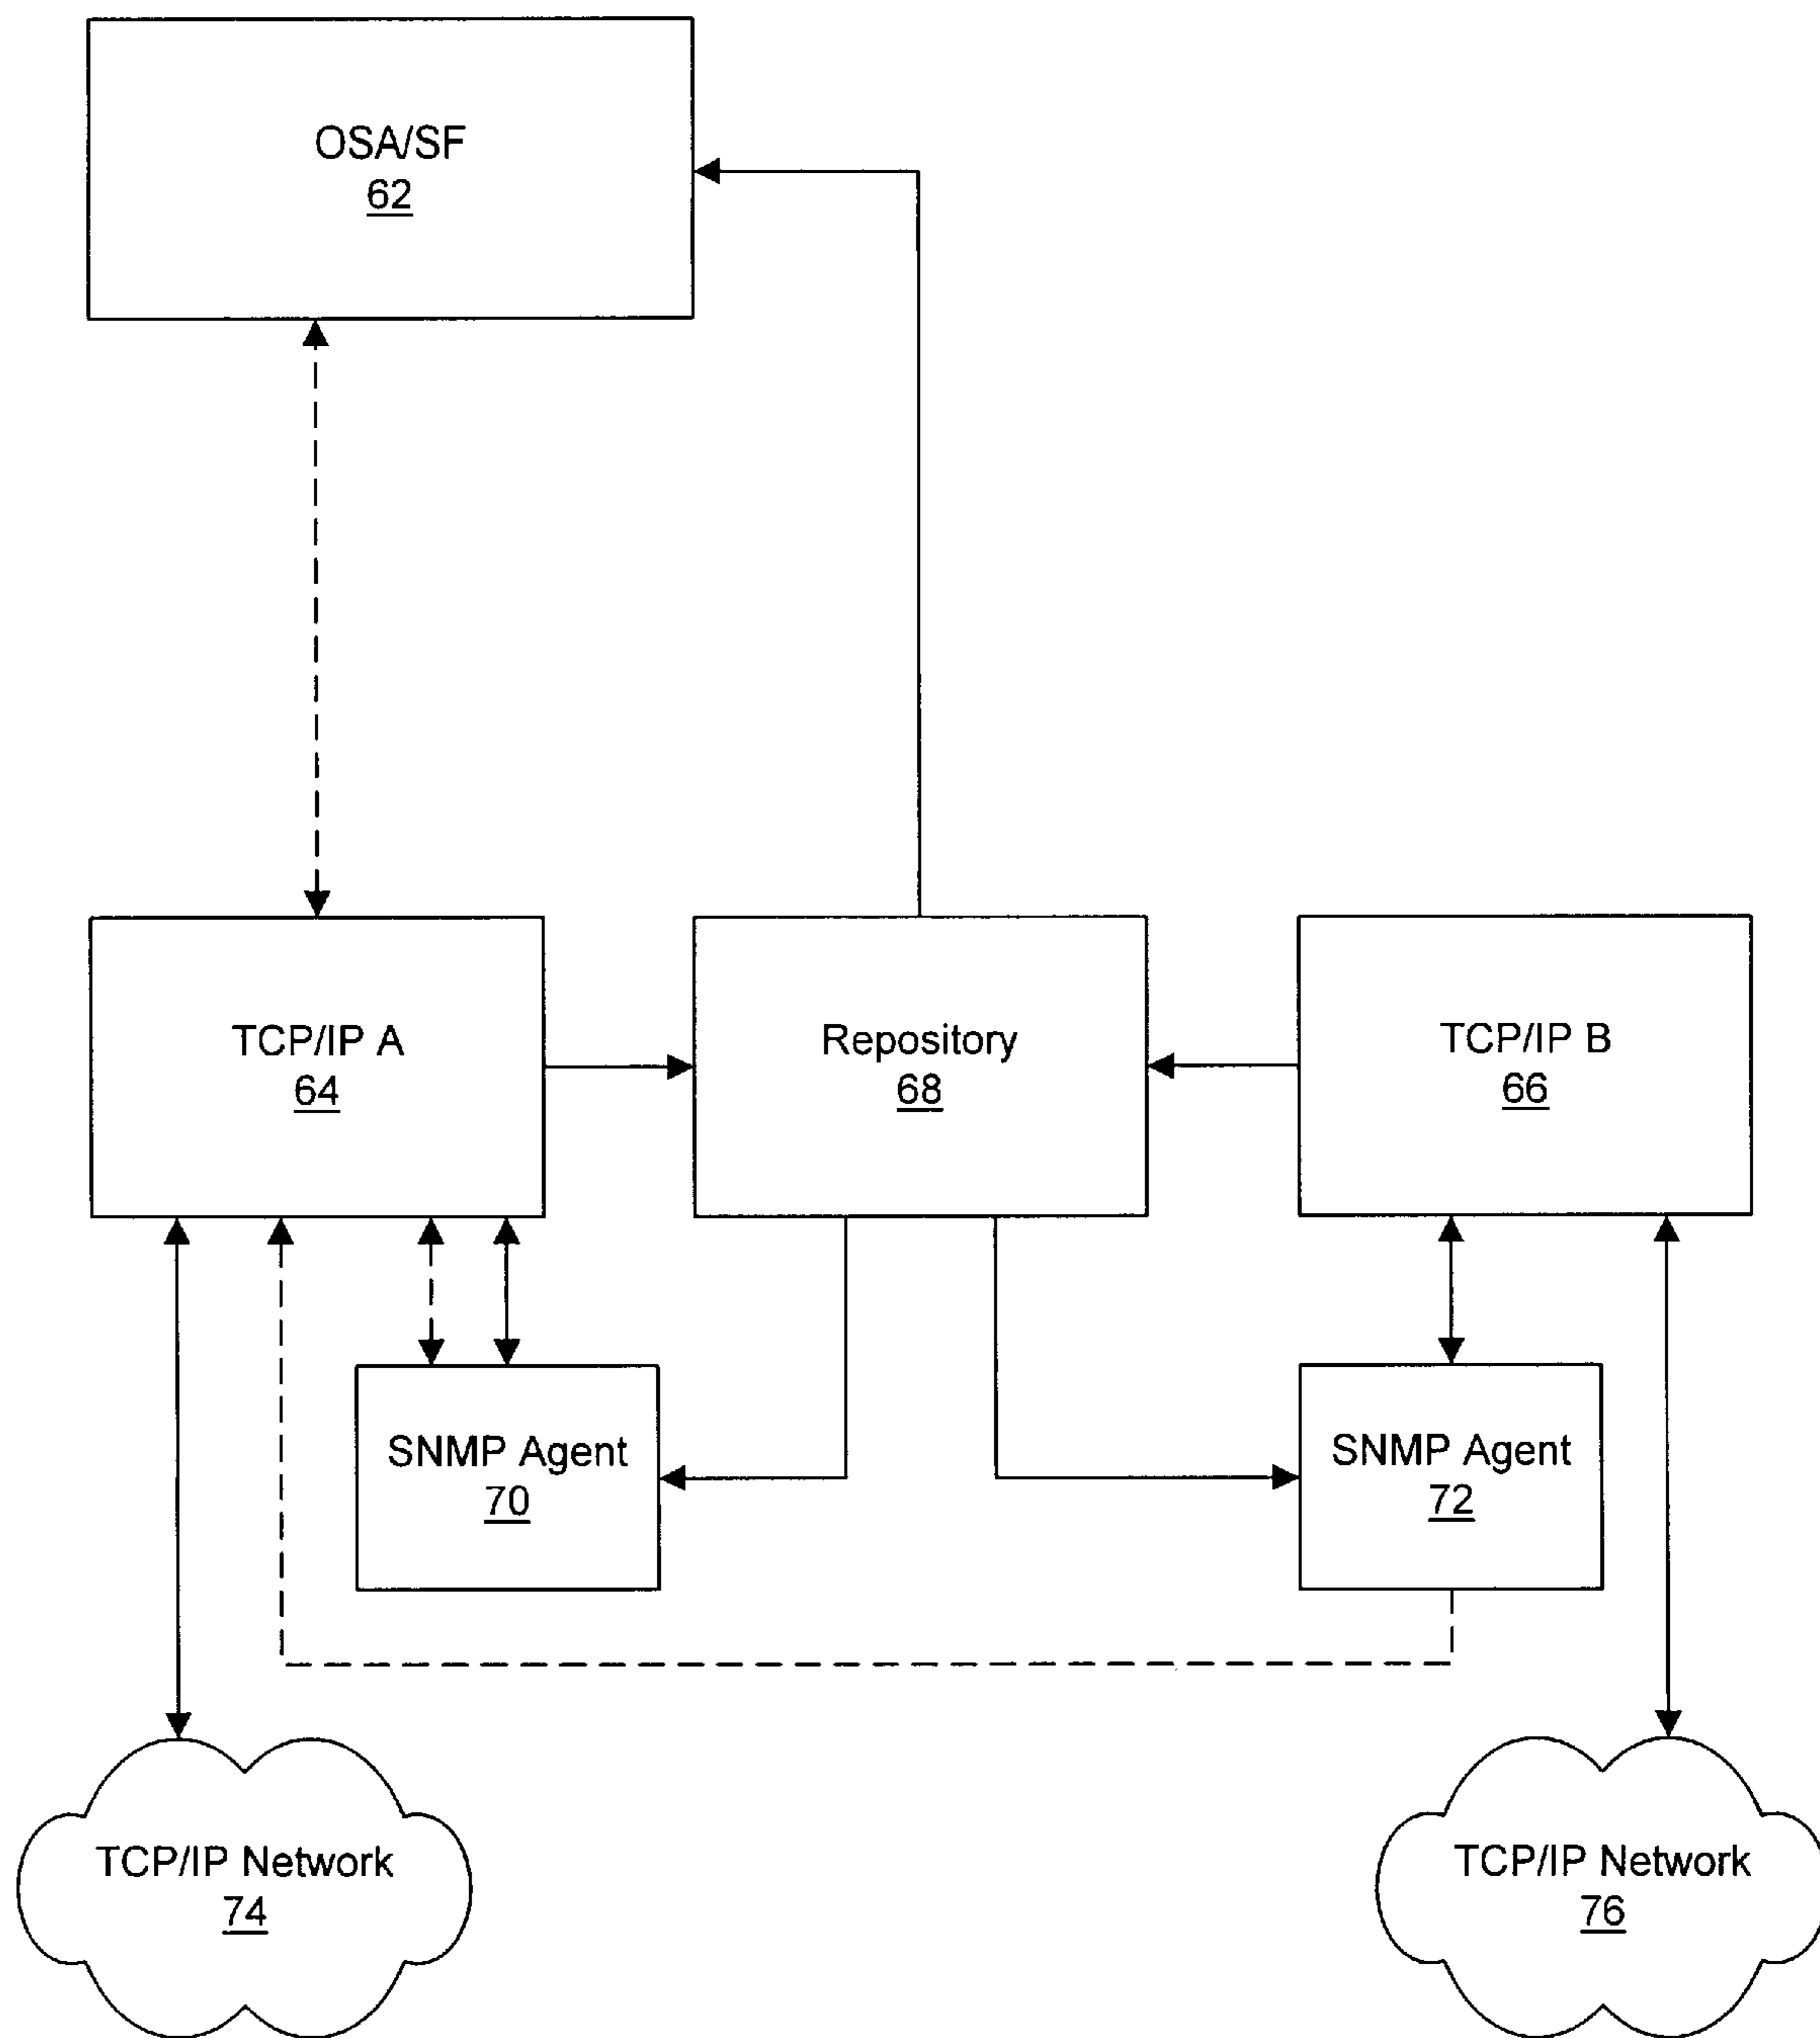 OSA/SF
62
TCP/IP A
64
Repository
68
TCP/IP B
66
SNMP Agent
70
SNMP Agent
72
TCP/IP Network
74
TCP/IP Network
76